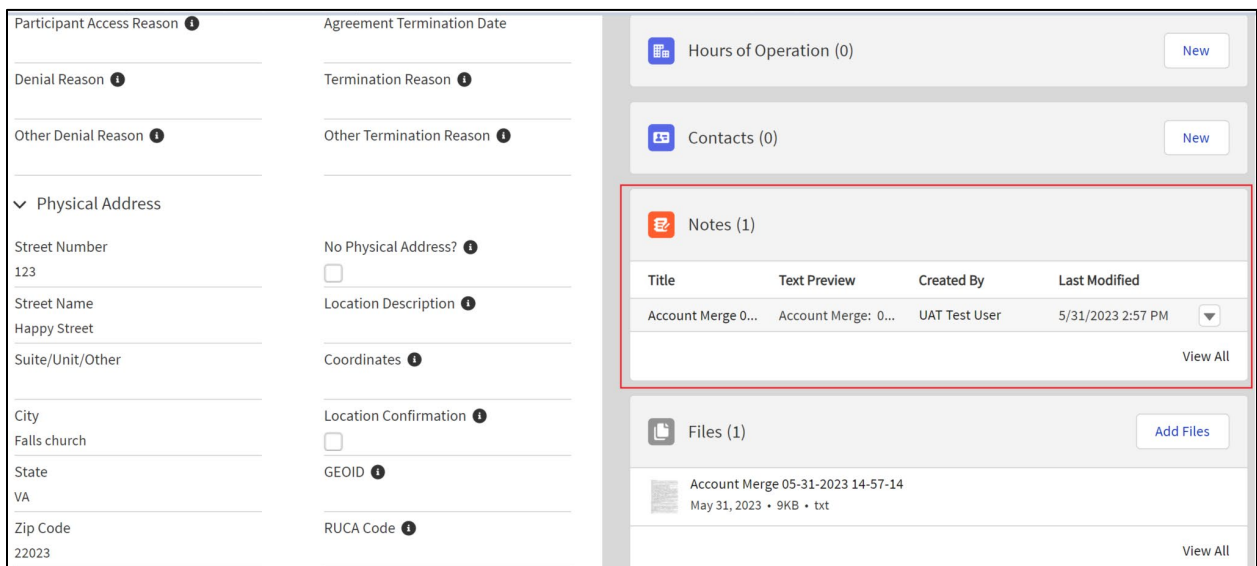 Participant Access Reason
Agreement Termination Date
Denial Reason
Termination Reason
Other Denial Reason
Other Termination Reason
Physical Address
Street Number
123
No Physical Address?
Street Name
Happy Street
Location Description
Suite/Unit/Other
Coordinates
City
Falls church
Location Confirmation
State
VA
GEOID
Zip Code
22023
RUCA Code
Hours of Operation (0)
New
Contacts (0)
New
Notes (1)
Title Text Preview Created By Last Modified
Account Merge 0... Account Merge: 0... UAT Test User 5/31/2023 2:57 PM
View All
Files (1)
Add Files
Account Merge 05-31-2023 14-57-14
May 31, 2023 • 9KB • txt
View All